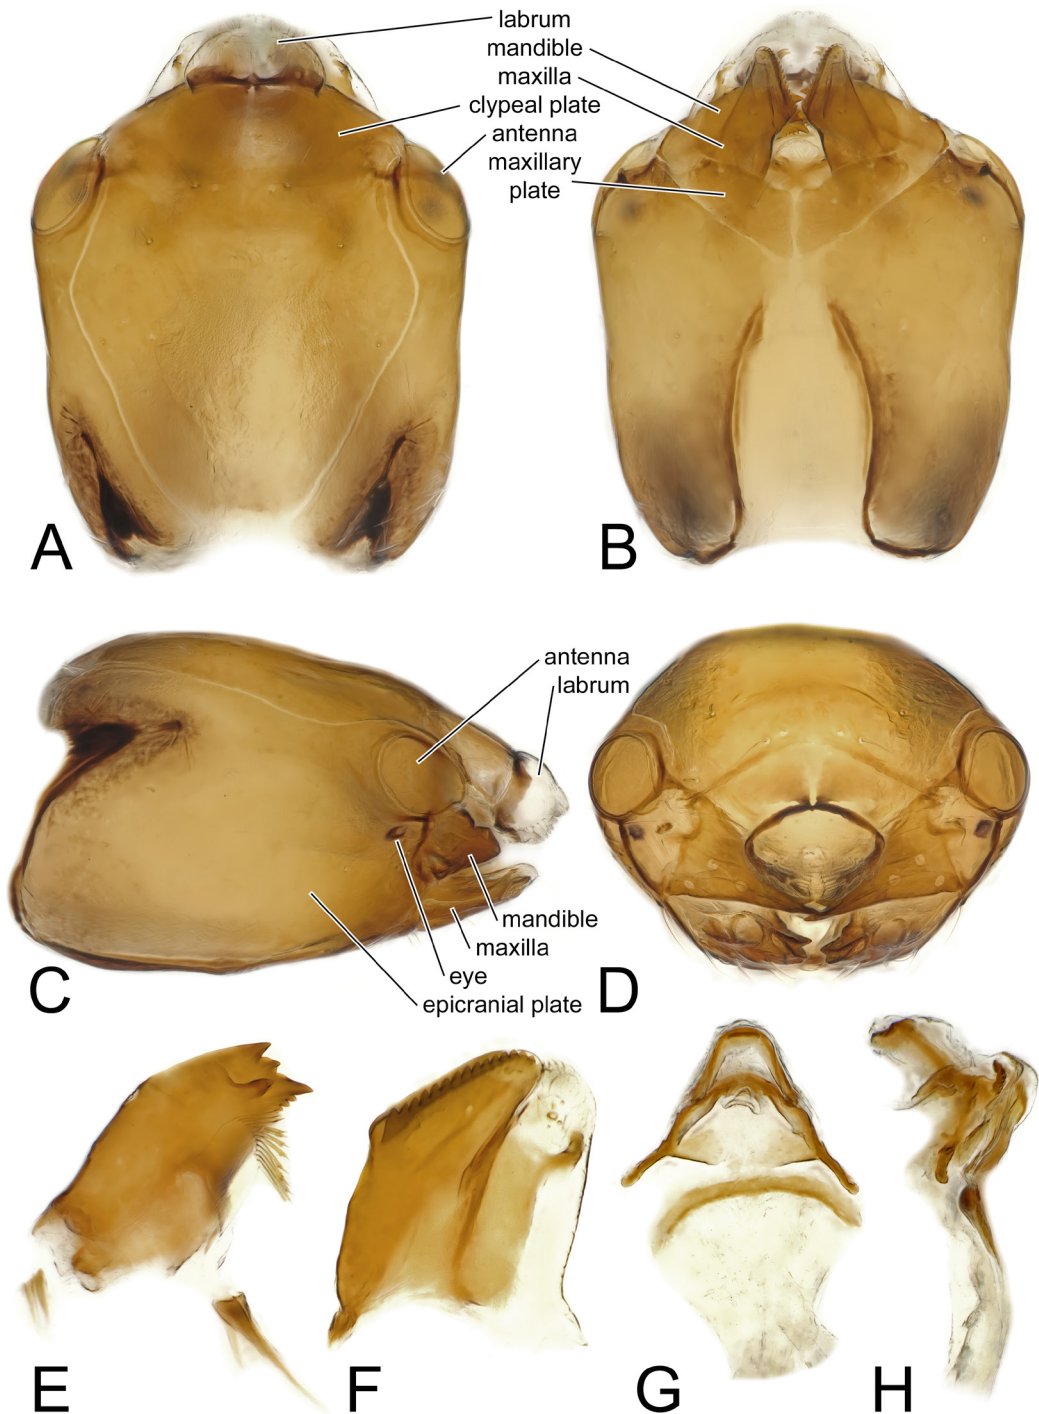 labrum
mandible
maxilla
clypeal plate
antenna
maxillary
plate
A
B
antenna
labrum
mandible
maxilla
eye
epicranial plate
C
D
E
F
G
H